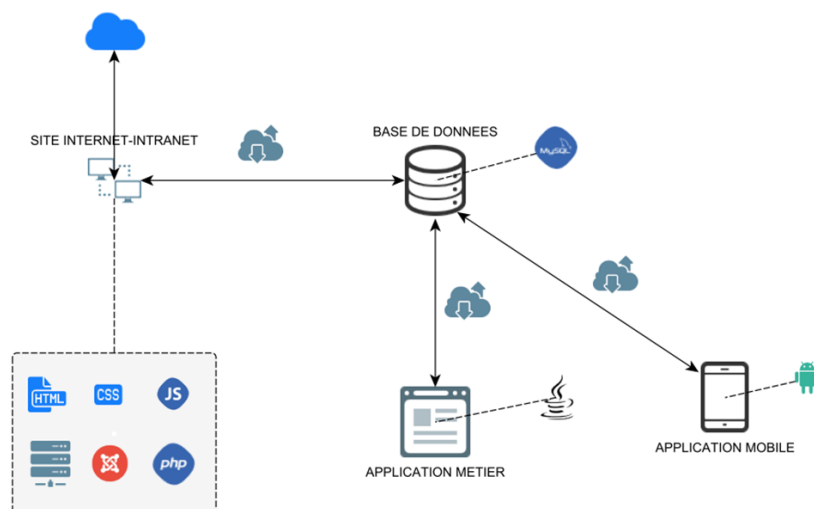 BASE DE DONNEES
SITE INTERNET-INTRANET
MySQL
HTML
CSS
JS
php
APPLICATION METIER
APPLICATION MOBILE